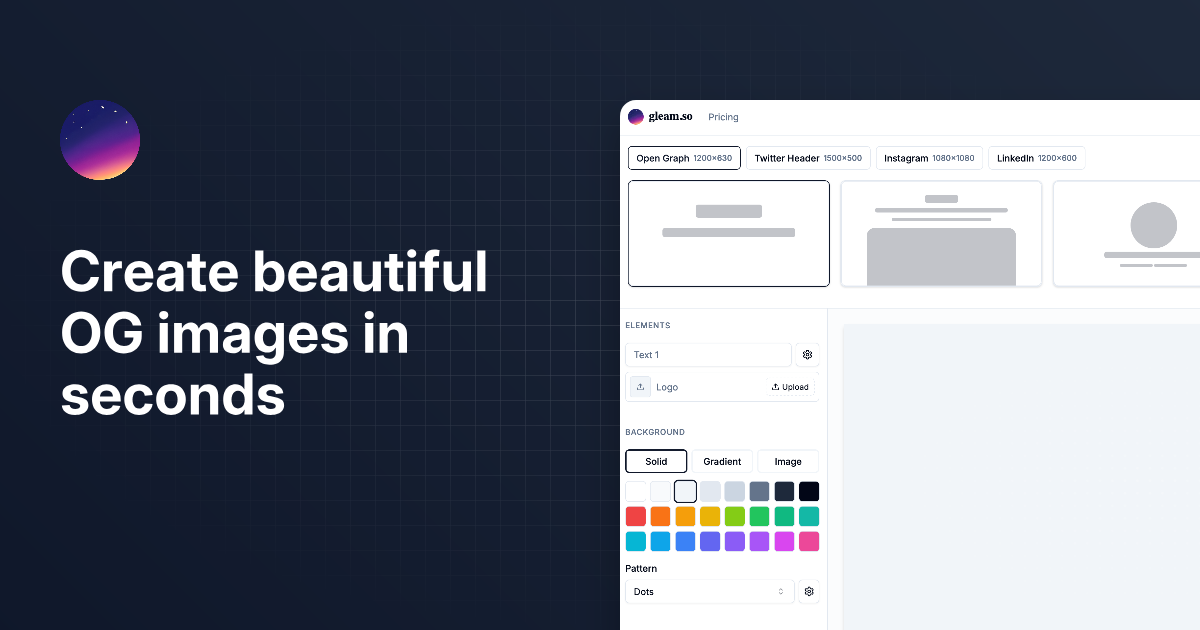 Create beautiful
OG images in
seconds
gleam.so Pricing
Open Graph 1200×630 Twitter Header 1500×500 Instagram 1080×1080 LinkedIn 1200×600
ELEMENTS
Text 1
Logo Upload
BACKGROUND
Solid Gradient Image
Pattern
Dots